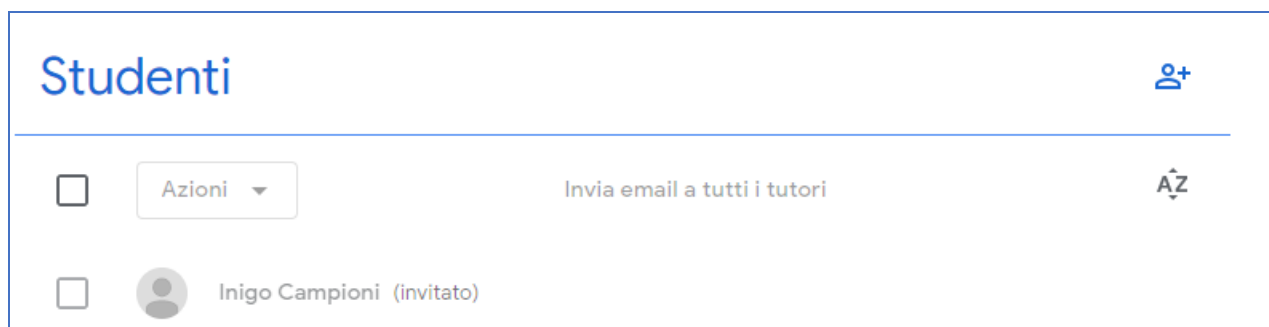 Studenti
Azioni Invia email a tutti i tutori AZ
Inigo Campioni (invitato)